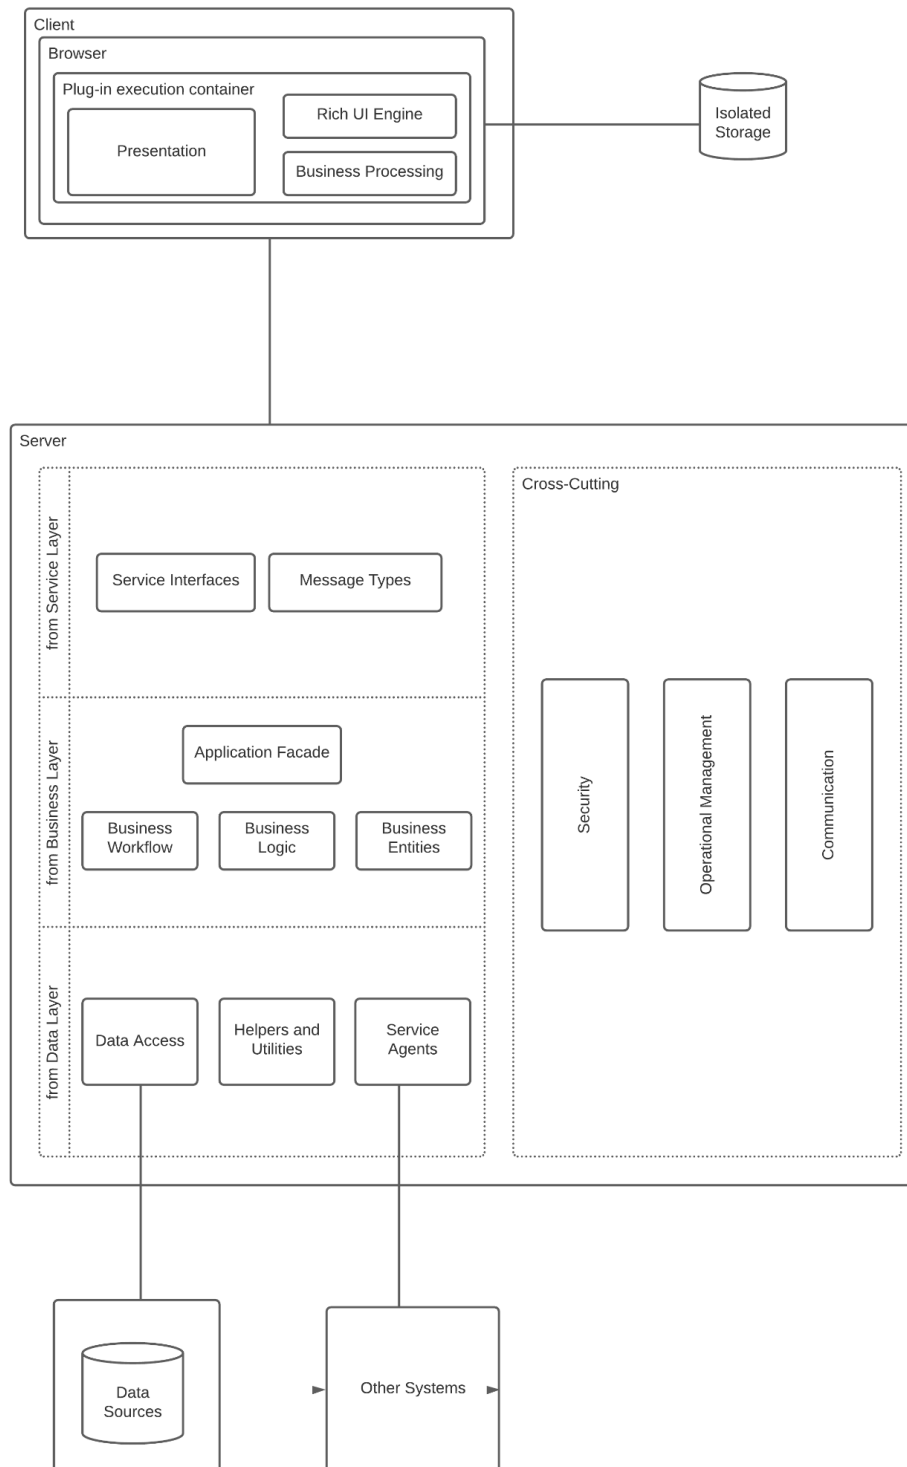 Client
Browser
Plug-in execution container
Presentation
Rich UI Engine
Business Processing
Isolated
Storage
Server
from Service Layer
Service Interfaces
Message Types
from Business Layer
Application Facade
Business
Workflow
Business
Logic
Business
Entities
from Data Layer
Data Access
Helpers and
Utilities
Service
Agents
Cross-Cutting
Security
Operational Management
Communication
Data
Sources
Other Systems